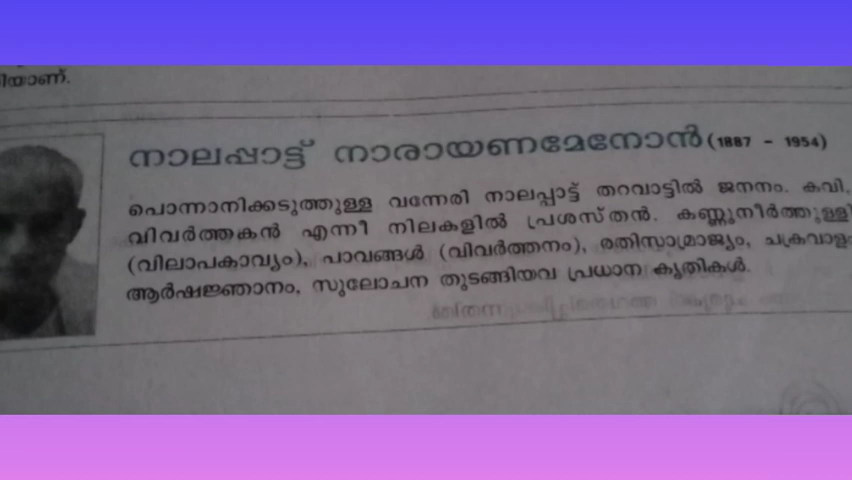 യാണ്.
നാലപ്പാട്ട് നാരായണമേനോൻ (1887 - 1954)
പൊന്നാനിക്കടുത്തുള്ള വന്നേരി നാലപ്പാട്ട് തറവാട്ടിൽ ജനനം. കവി,
വിവർത്തകൻ എന്നീ നിലകളിൽ പ്രശസ്തൻ. കണ്ണുനീർത്തുള്ളി
(വിലാപകാവ്യം), പാവങ്ങൾ (വിവർത്തനം), രതിസാമ്രാജ്യം, ചക്രവാളം
ആർഷജ്ഞാനം, സുലോചന തുടങ്ങിയവ പ്രധാന കൃതികൾ.